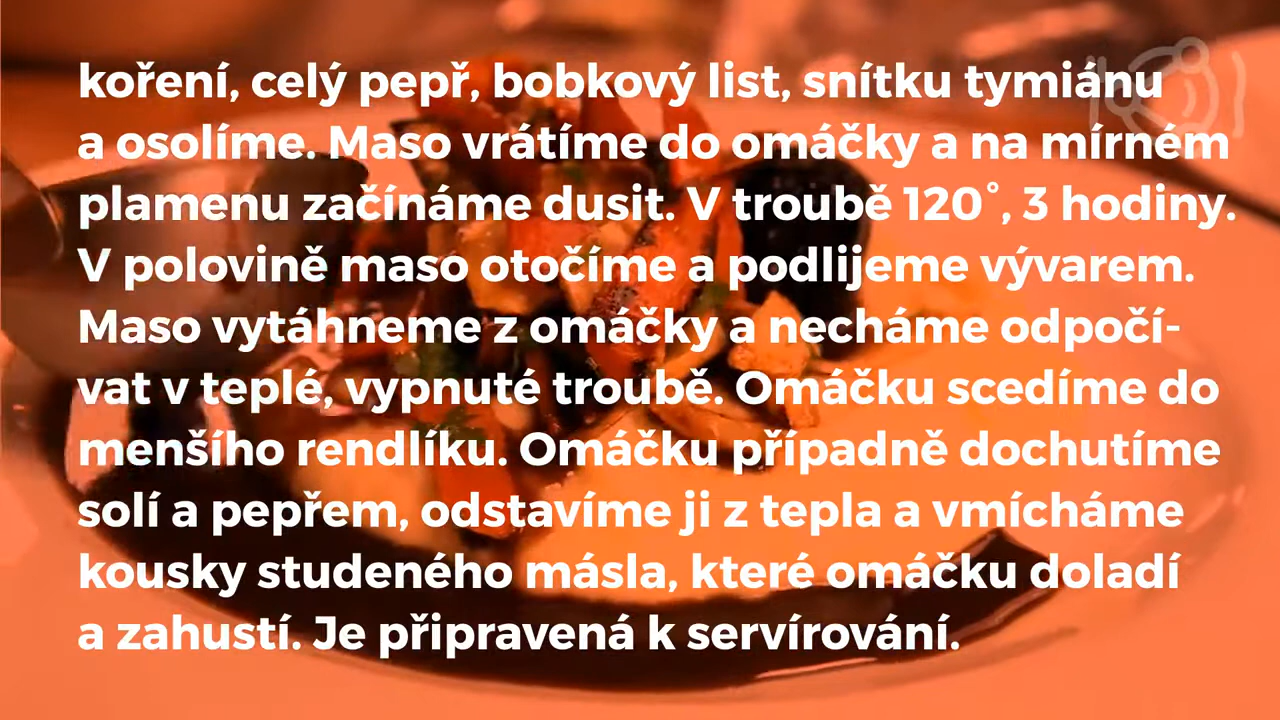 koření, celý pepř, bobkový list, snítku tymiánu
a osolíme. Maso vrátíme do omáčky a na mírném
plamenu začínáme dusit. V troubě 120°, 3 hodiny.
V polovině maso otočíme a podlijeme vývarem.
Maso vytáhneme z omáčky a necháme odpočí-
vat v teplé, vypnuté troubě. Omáčku scedíme do
menšího rendlíku. Omáčku případně dochutíme
solí a pepřem, odstavíme ji z tepla a vmícháme
kousky studeného másla, které omáčku doladí
a zahustí. Je připravená k servírování.